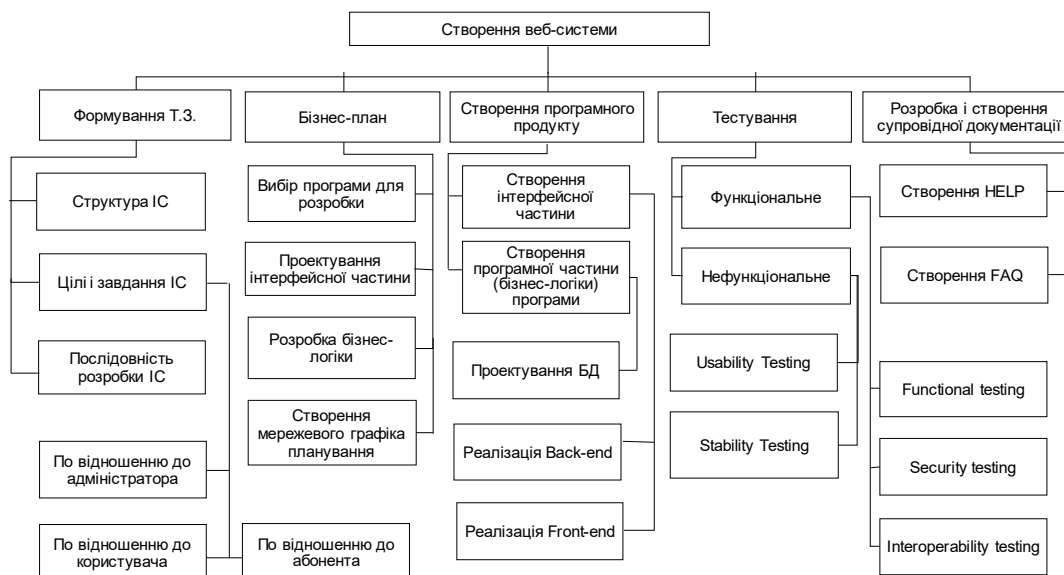 Створення веб-системи
Формування Т.З.
Бізнес-план
Створення програмного
продукту
Тестування
Розробка і створення
супровідної документації
Структура ІС
Цілі і завдання ІС
Послідовність
розробки ІС
По відношенню до
адміністратора
По відношенню до
користувача
По відношенню до
абонента
Вибір програми для
розробки
Проектування
інтерфейсної частини
Розробка бізнес-
логіки
Створення
мережевого графіка
планування
Створення
інтерфейсної
частини
Створення
програмної частини
(бізнес-логіки)
програми
Проектування БД
Реалізація Back-end
Реалізація Front-end
Функціональне
Нефункціональне
Usability Testing
Stability Testing
Створення HELP
Створення FAQ
Functional testing
Security testing
Interoperability testing